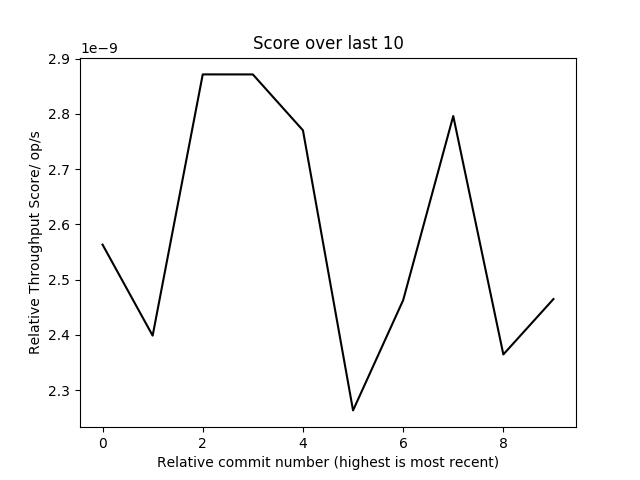 Score over last 10
1e−9
Relative Throughput Score/ op/s
2.9
2.8
2.7
2.6
2.5
2.4
2.3
0 2 4 6 8
Relative commit number (highest is most recent)